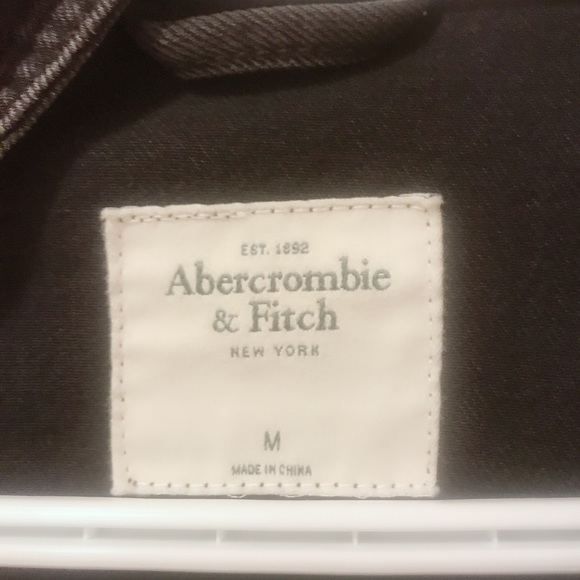 EST. 1892
Abercrombie
& Fitch
NEW YORK
M
MADE IN CHINA